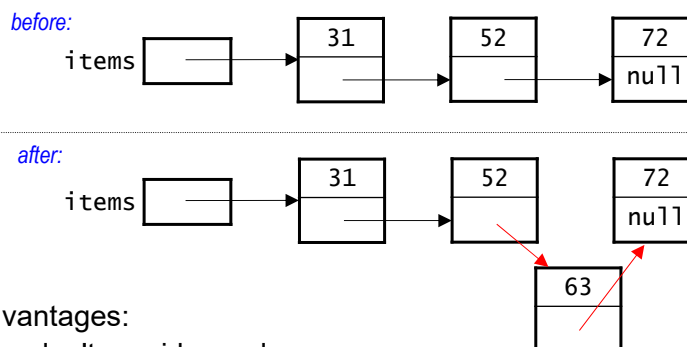 before:
31 52 72
items
null
after:
31 52 72
items
null
63
vantages: